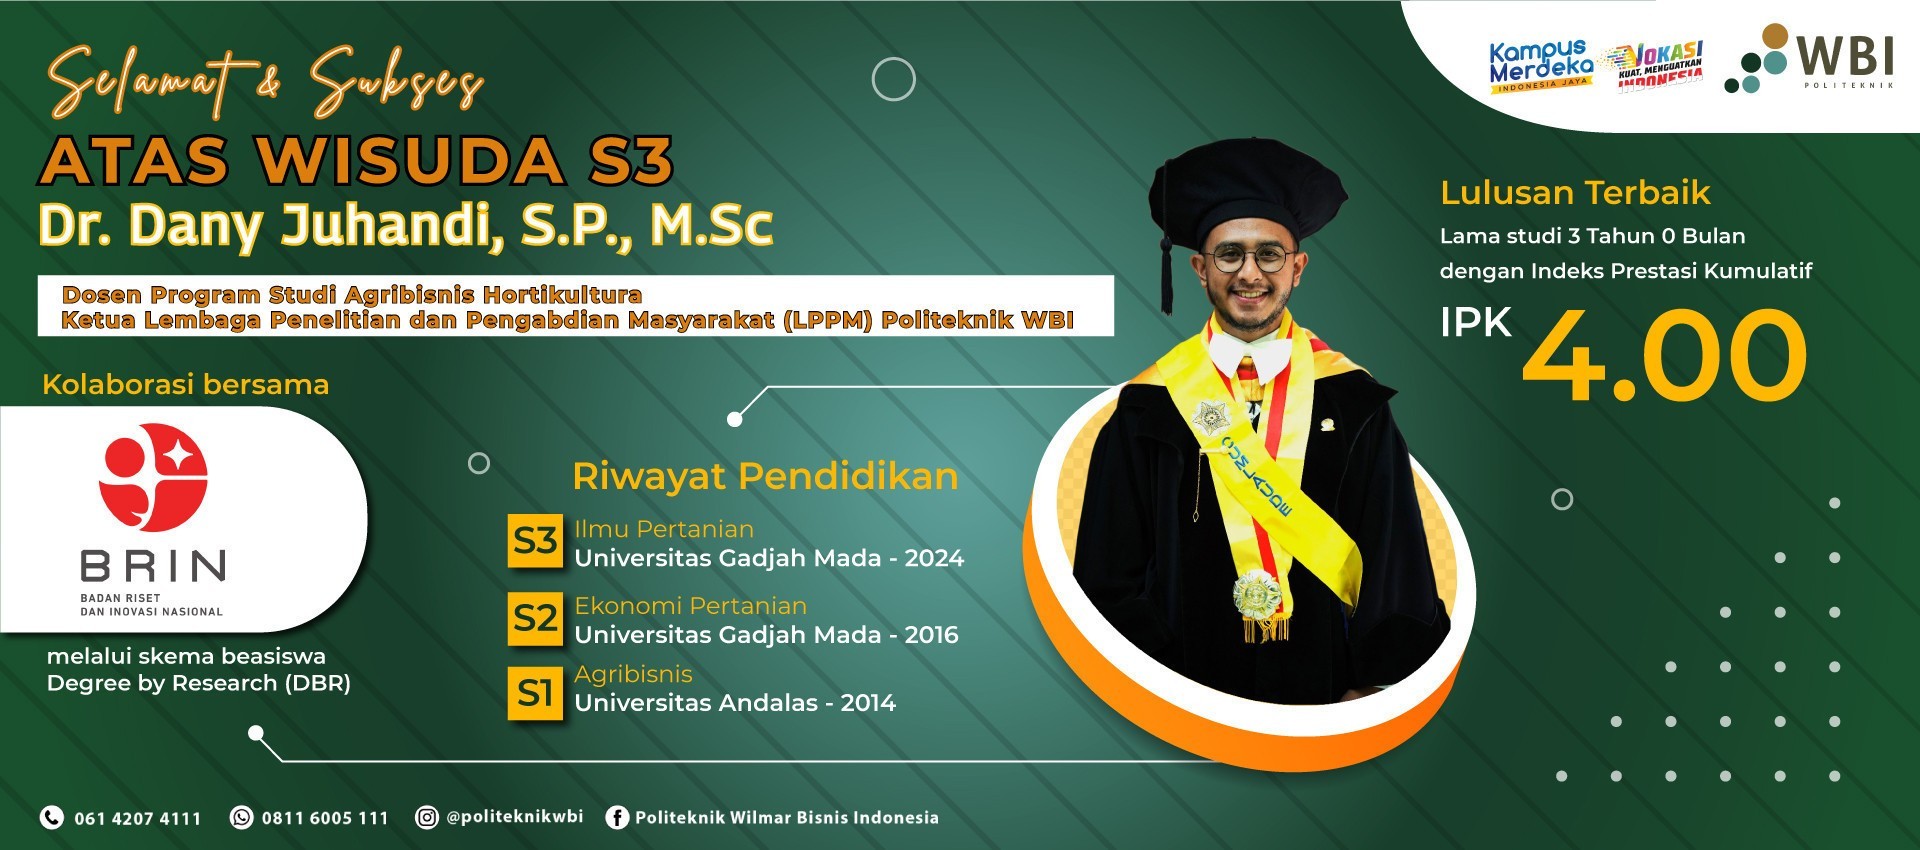 Selamat & Sukses
ATAS WISUDA S3
Dr. Dany Juhandi, S.P., M.Sc
Dosen Program Studi Agribisnis Hortikultura
Ketua Lembaga Penelitian dan Pengabdian Masyarakat (LPPM) Politeknik WBI
Kolaborasi bersama
BRIN
BADAN RISET
DAN INOVASI NASIONAL
melalui skema beasiswa
Degree by Research (DBR)
Riwayat Pendidikan
S3 Ilmu Pertanian
Universitas Gadjah Mada - 2024
S2 Ekonomi Pertanian
Universitas Gadjah Mada - 2016
S1 Agribisnis
Universitas Andalas - 2014
CUMLAUDE
Kampus
Merdeka
INDONESIA JAYA
VOKASI
KUAT, MENGUATKAN
INDONESIA
WBI
POLITEKNIK
Lulusan Terbaik
Lama studi 3 Tahun 0 Bulan
dengan Indeks Prestasi Kumulatif
IPK 4.00
061 4207 4111 0811 6005 111 @politeknikwbi Politeknik Wilmar Bisnis Indonesia